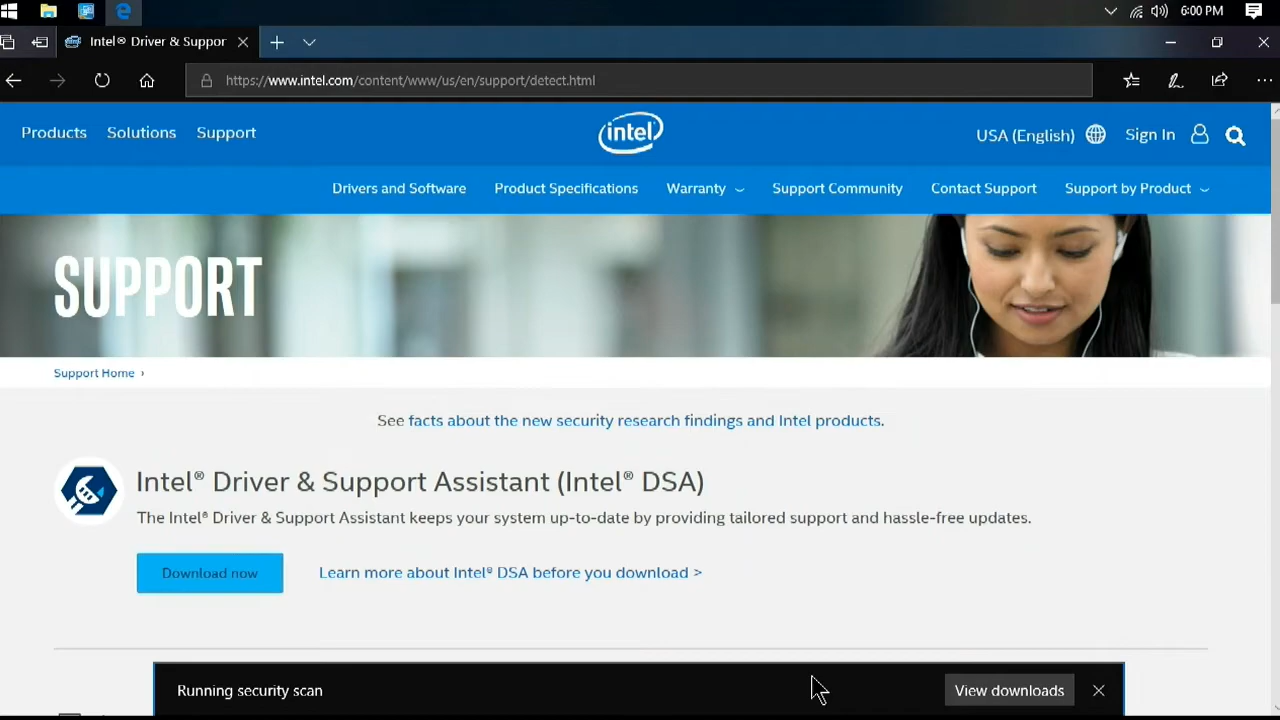 6:00 PM
Intel® Driver & Suppor
https://www.intel.com/content/www/us/en/support/detect.html
Products Solutions Support
intel
USA (English) Sign In
Drivers and Software Product Specifications Warranty Support Community Contact Support Support by Product
SUPPORT
Support Home ›
See facts about the new security research findings and Intel products.
Intel® Driver & Support Assistant (Intel® DSA)
The Intel® Driver & Support Assistant keeps your system up-to-date by providing tailored support and hassle-free updates.
Download now Learn more about Intel® DSA before you download >
Running security scan View downloads